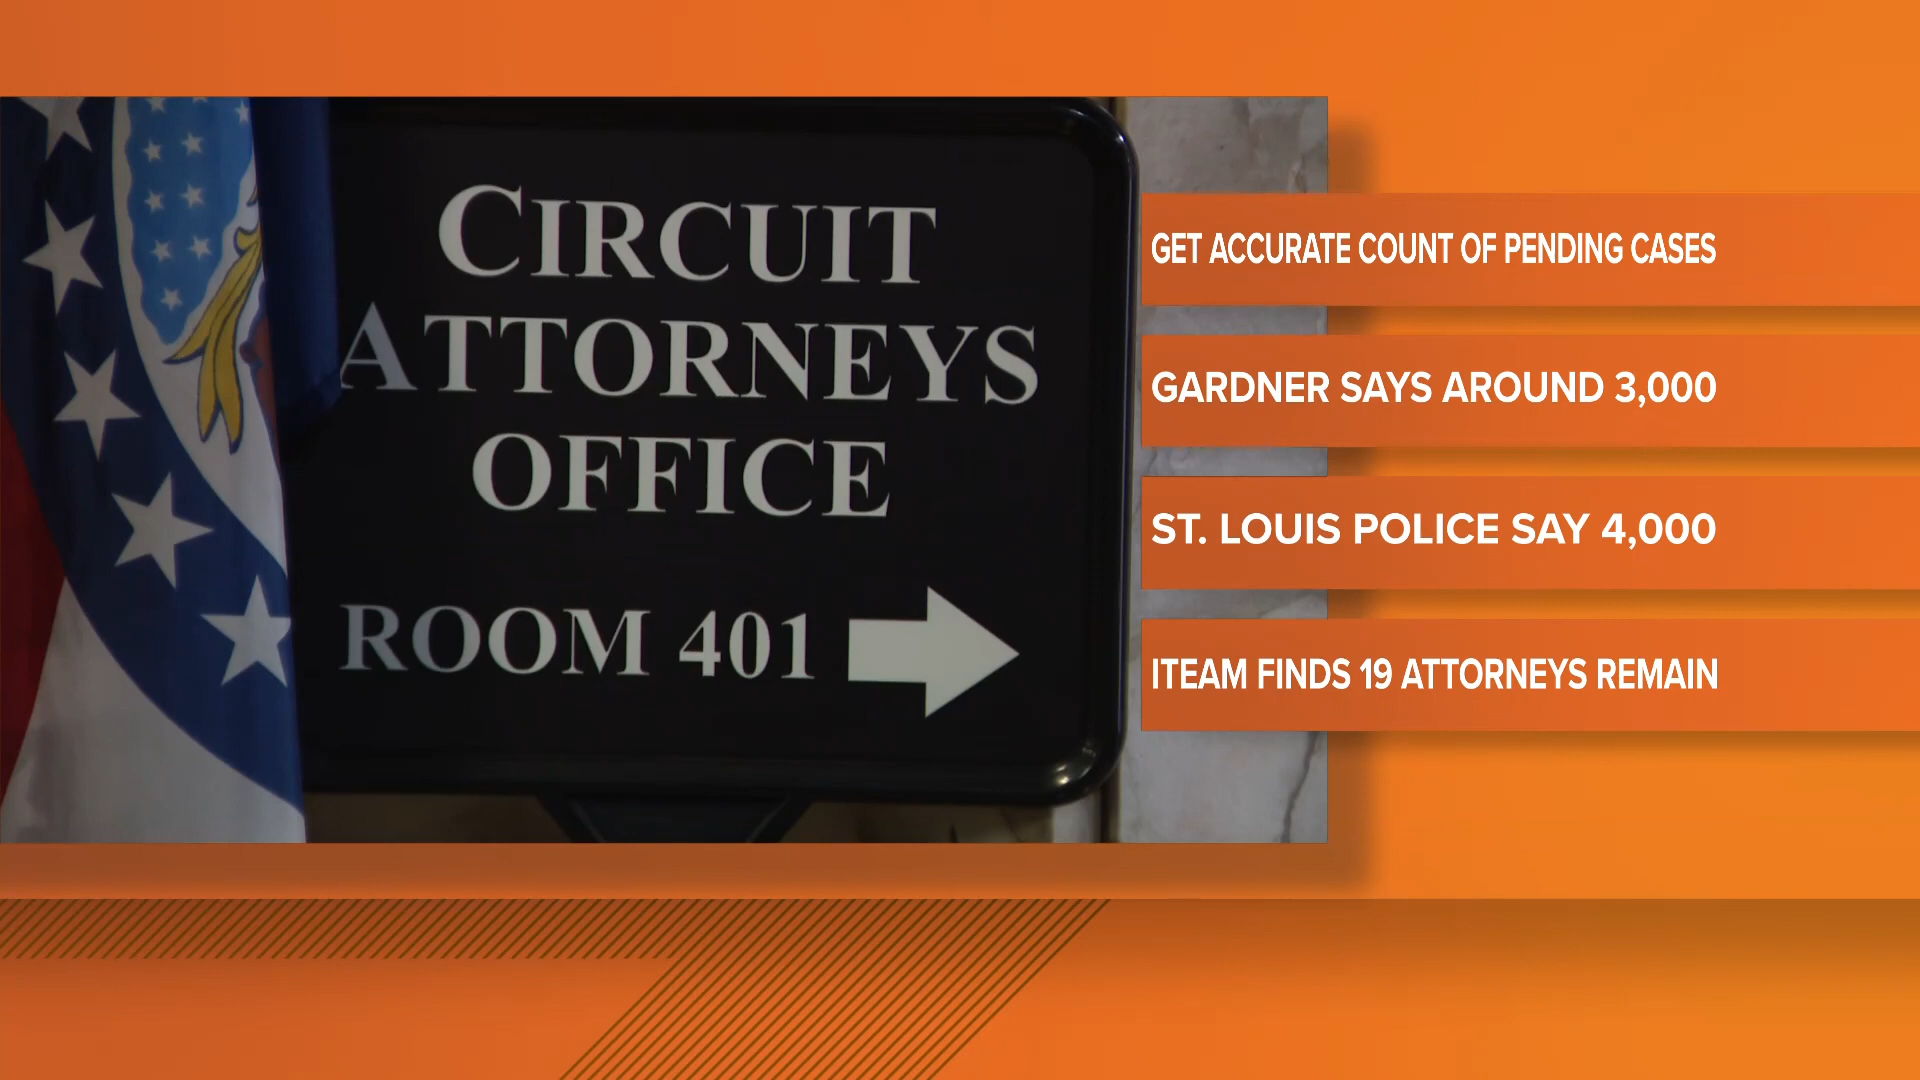 CIRCUIT
ATTORNEYS
OFFICE
ROOM 401
GET ACCURATE COUNT OF PENDING CASES
GARDNER SAYS AROUND 3,000
ST. LOUIS POLICE SAY 4,000
ITEAM FINDS 19 ATTORNEYS REMAIN